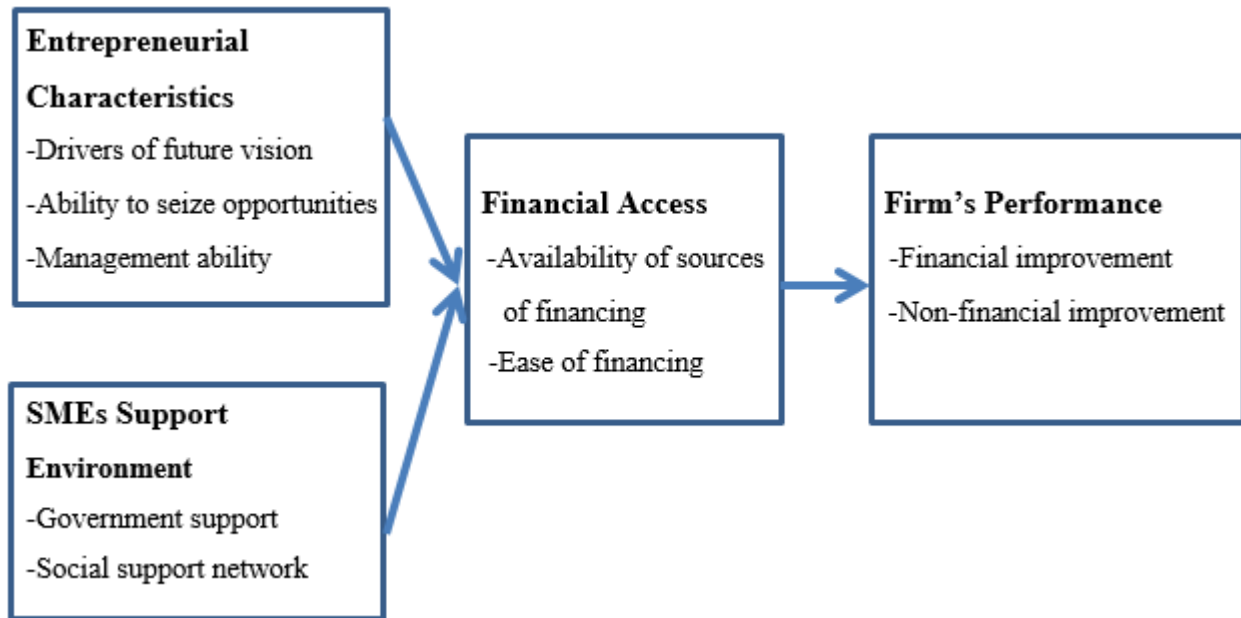 Entrepreneurial
Characteristics
-Drivers of future vision
-Ability to seize opportunities
-Management ability
SMEs Support
Environment
-Government support
-Social support network
Financial Access
-Availability of sources
of financing
-Ease of financing
Firm's Performance
-Financial improvement
-Non-financial improvement